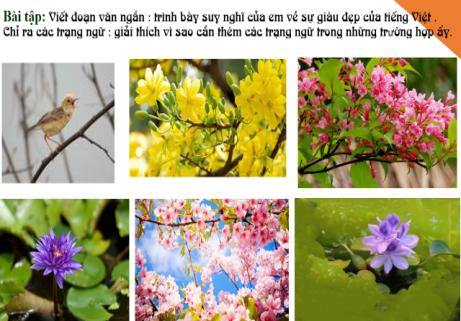 Bài tập: Viết đoạn văn ngắn : trình bày suy nghĩ của em về sự giàu đẹp của tiếng Việt .
Chỉ ra các trạng ngữ : giải thích vì sao cần thêm các trạng ngữ trong những trường hợp ấy.